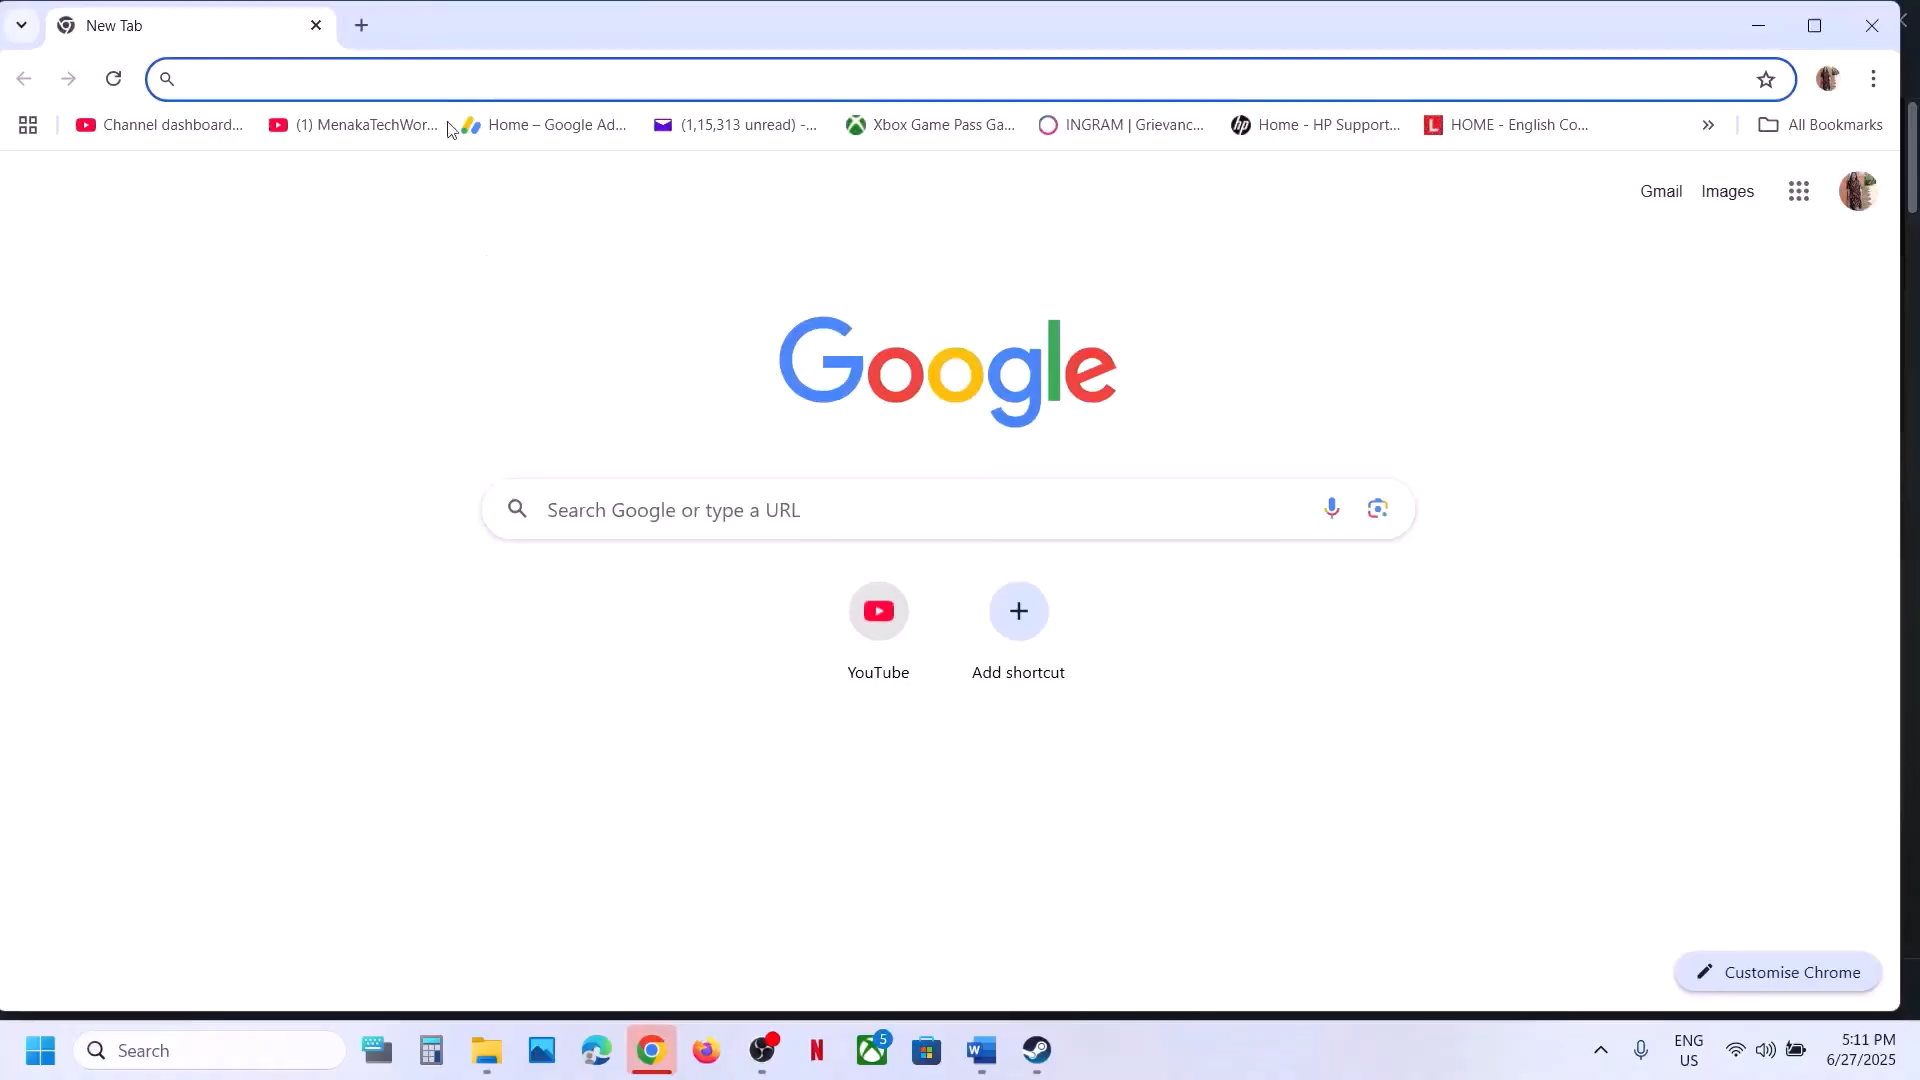 New Tab
Channel dashboard...
(1) MenakaTechWor...
Home – Google Ad...
(1,15,313 unread) -...
Xbox Game Pass Ga...
INGRAM | Grievanc...
Home - HP Support...
HOME - English Co...
All Bookmarks
Gmail
Images
Google
Search Google or type a URL
YouTube
Add shortcut
Customise Chrome
Search
5
ENG
US
5:11 PM
6/27/2025